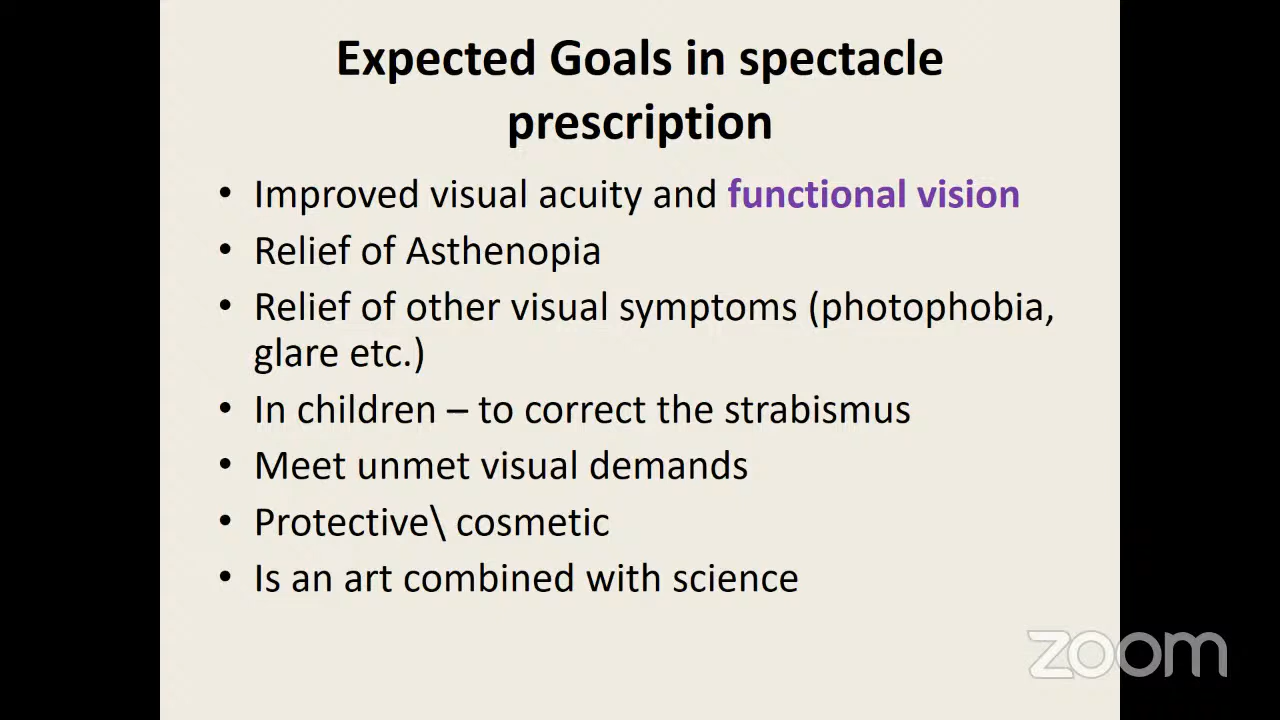 Expected Goals in spectacle
prescription
• Improved visual acuity and functional vision
• Relief of Asthenopia
• Relief of other visual symptoms (photophobia,
glare etc.)
• In children – to correct the strabismus
• Meet unmet visual demands
• Protective\ cosmetic
• Is an art combined with science
zoom